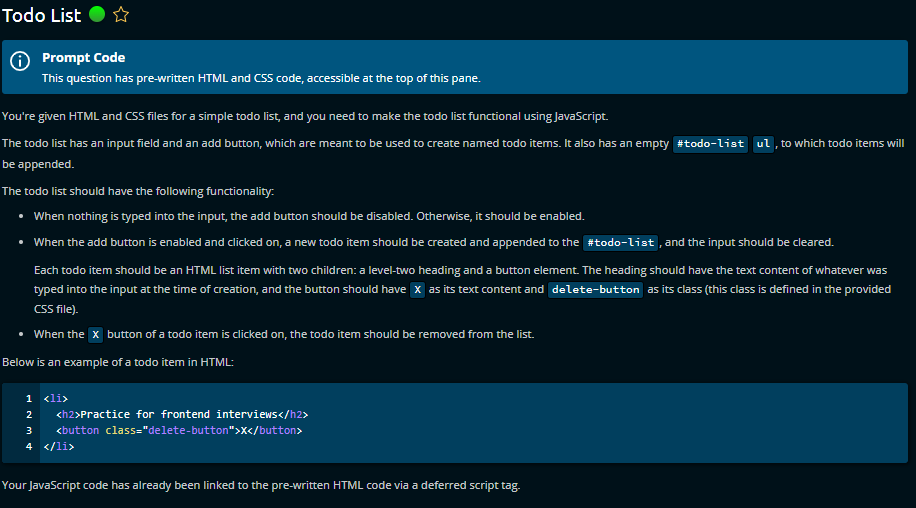 Todo List
Prompt Code
This question has pre-written HTML and CSS code, accessible at the top of this pane.
You're given HTML and CSS files for a simple todo list, and you need to make the todo list functional using JavaScript.
The todo list has an input field and an add button, which are meant to be used to create named todo items. It also has an empty #todo-list ul, to which todo items will
be appended.
The todo list should have the following functionality:
• When nothing is typed into the input, the add button should be disabled. Otherwise, it should be enabled.
• When the add button is enabled and clicked on, a new todo item should be created and appended to the #todo-list, and the input should be cleared.
Each todo item should be an HTML list item with two children: a level-two heading and a button element. The heading should have the text content of whatever was
typed into the input at the time of creation, and the button should have X as its text content and delete-button as its class (this class is defined in the provided
CSS file).
• When the X button of a todo item is clicked on, the todo item should be removed from the list.
Below is an example of a todo item in HTML:
1 <li>
2   <h2>Practice for frontend interviews</h2>
3   <button class="delete-button">X</button>
4 </li>
Your JavaScript code has already been linked to the pre-written HTML code via a deferred script tag.